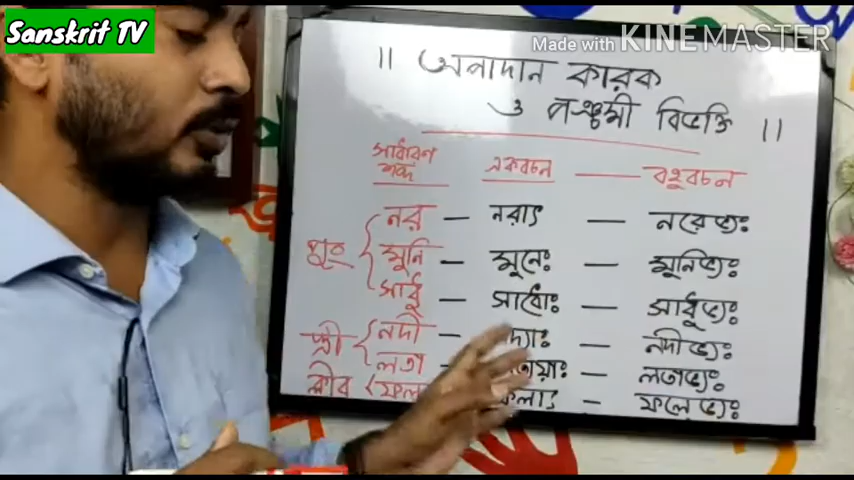 Sanskrit TV
Made with KINEMASTER
॥ অপাদান কারক
ও পঞ্চমী বিভক্তি ॥
সাধারণ শব্দ একবচন — বহুবচন
পুং { নর — নরাৎ — নরেভ্যঃ
মুনি — মুনেঃ — মুনিভ্যঃ
সাধু — সাধোঃ — সাধুভ্যঃ
স্ত্রী { নদী — দ্যাঃ — নদীভ্যঃ
লতা — য়াঃ — লতাভ্যঃ
ক্লীব { ফল ফলাৎ — ফলেভ্যঃ